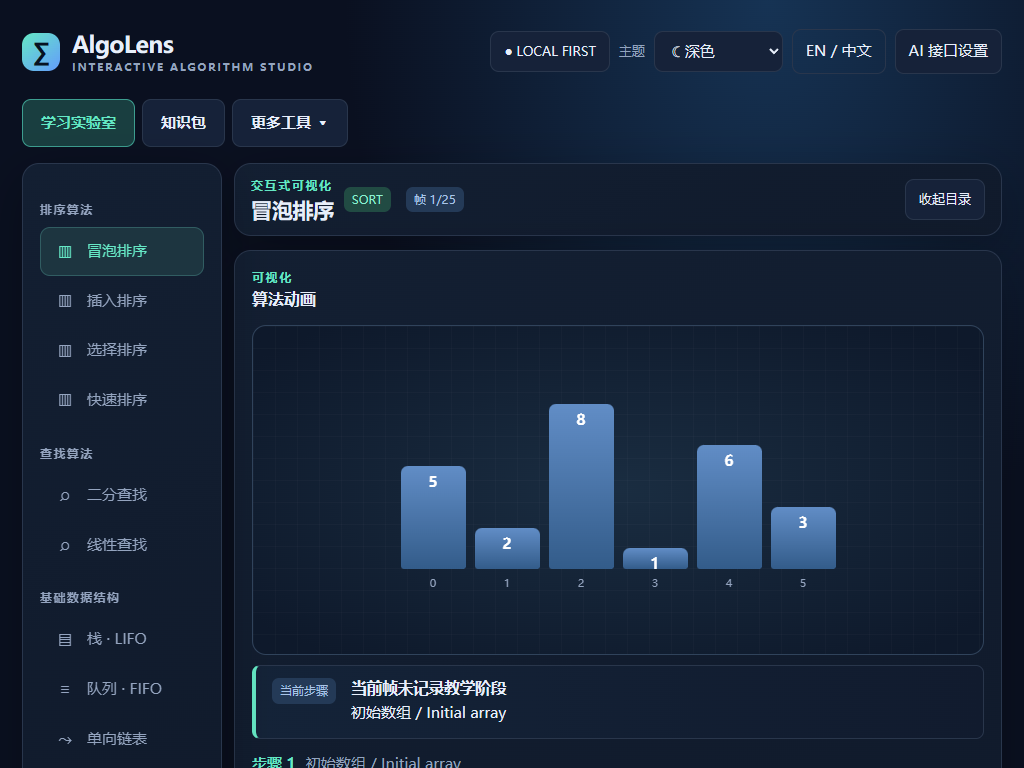 Σ
AlgoLens
INTERACTIVE ALGORITHM STUDIO
● LOCAL FIRST
主题
☾ 深色
EN / 中文
AI 接口设置
学习实验室
知识包
更多工具 ▾
排序算法
冒泡排序
插入排序
选择排序
快速排序
查找算法
二分查找
线性查找
基础数据结构
栈 · LIFO
队列 · FIFO
单向链表
交互式可视化
冒泡排序
SORT
帧 1/25
收起目录
可视化
算法动画
5 2 8 1 6 3
0 1 2 3 4 5
当前步骤
当前帧未记录教学阶段
初始数组 / Initial array
步骤 1 初始数组 / Initial array